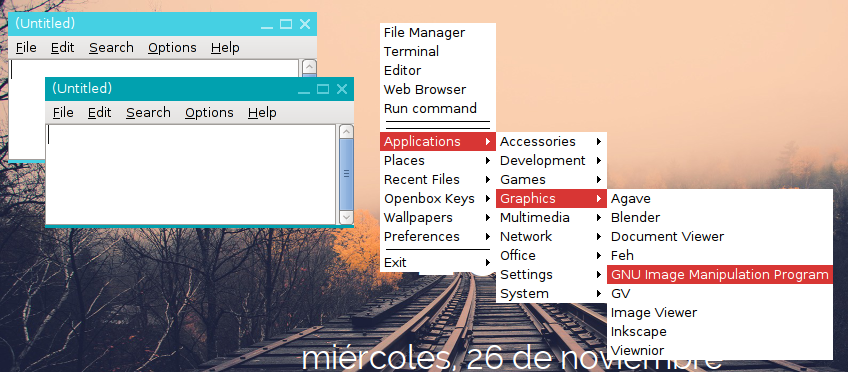 (Untitled)
File Edit Search Options Help
(Untitled)
File Edit Search Options Help
File Manager
Terminal
Editor
Web Browser
Run command
Applications
Places
Recent Files
Openbox Keys
Wallpapers
Preferences
Exit
Accessories
Development
Games
Graphics
Multimedia
Network
Office
Settings
System
Agave
Blender
Document Viewer
Feh
GNU Image Manipulation Program
GV
Image Viewer
Inkscape
Viewnior
miércoles, 26 de noviembre